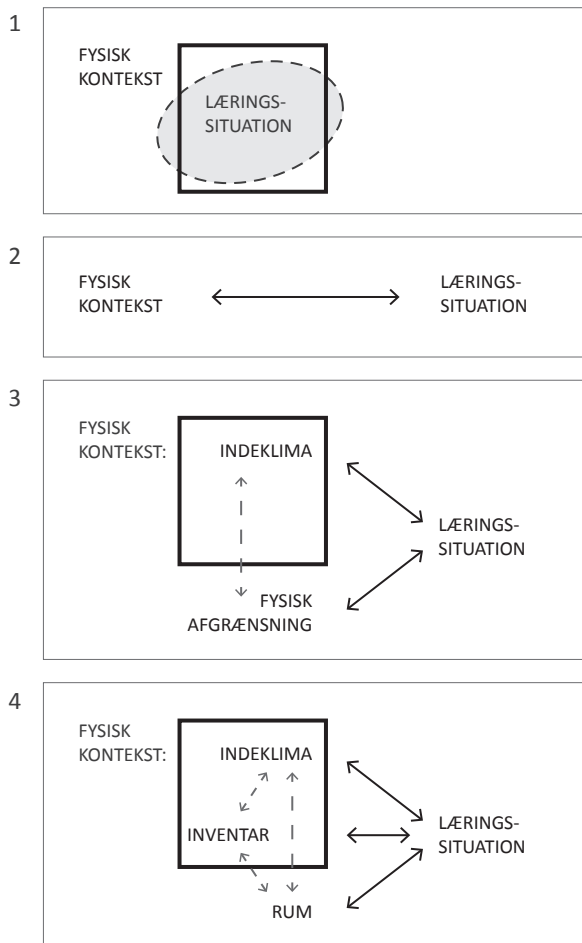 1
FYSISK
KONTEKST
LÆRINGS-
SITUATION
2
FYSISK
KONTEKST
LÆRINGS-
SITUATION
3
FYSISK
KONTEKST:
INDEKLIMA
LÆRINGS-
SITUATION
FYSISK
AFGRÆNSNING
4
FYSISK
KONTEKST:
INDEKLIMA
INVENTAR
LÆRINGS-
SITUATION
RUM